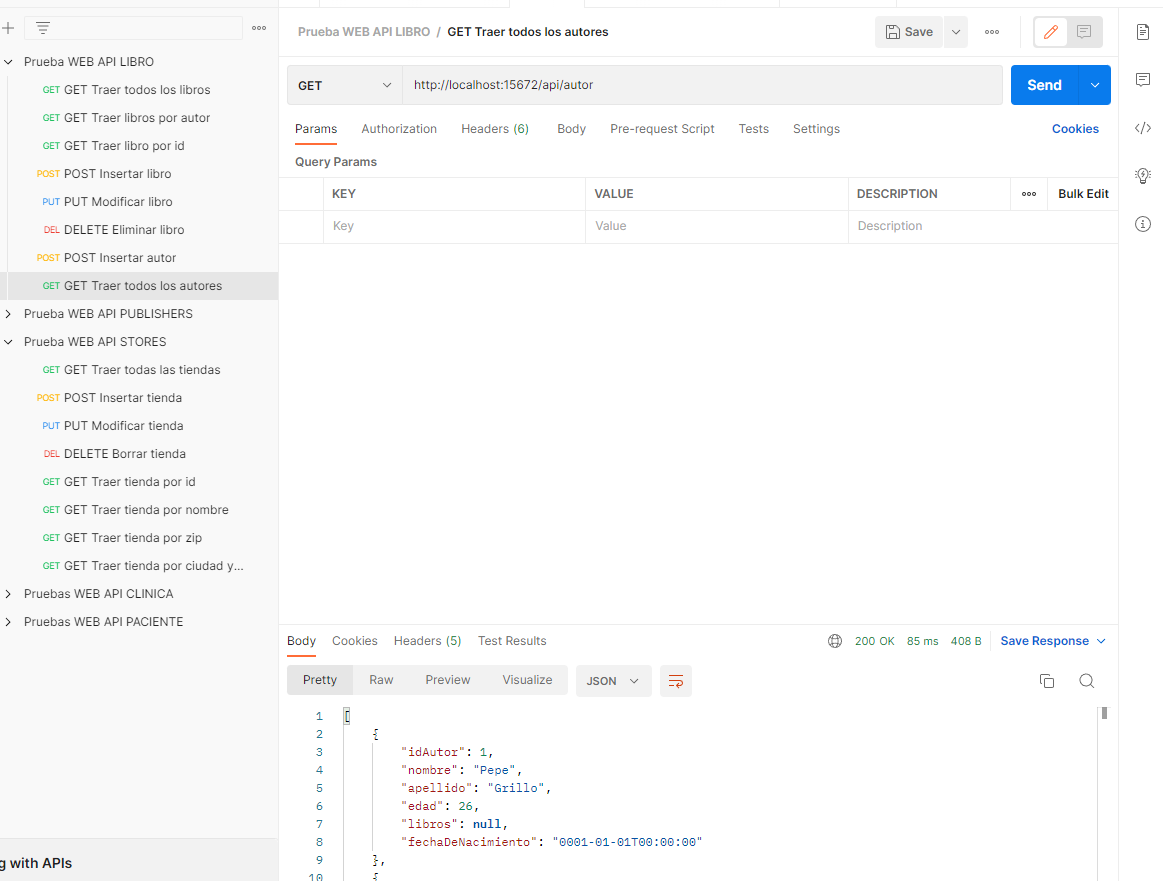 Prueba WEB API LIBRO
GET GET Traer todos los libros
GET GET Traer libros por autor
GET GET Traer libro por id
POST POST Insertar libro
PUT PUT Modificar libro
DEL DELETE Eliminar libro
POST POST Insertar autor
GET GET Traer todos los autores
Prueba WEB API PUBLISHERS
Prueba WEB API STORES
GET GET Traer todas las tiendas
POST POST Insertar tienda
PUT PUT Modificar tienda
DEL DELETE Borrar tienda
GET GET Traer tienda por id
GET GET Traer tienda por nombre
GET GET Traer tienda por zip
GET GET Traer tienda por ciudad y...
Pruebas WEB API CLINICA
Pruebas WEB API PACIENTE
g with APIs
Prueba WEB API LIBRO / GET Traer todos los autores
Save
GET http://localhost:15672/api/autor Send
Params Authorization Headers (6) Body Pre-request Script Tests Settings Cookies
Query Params
KEY VALUE DESCRIPTION Bulk Edit
Key Value Description
Body Cookies Headers (5) Test Results 200 OK 85 ms 408 B Save Response
Pretty Raw Preview Visualize JSON
1 [
2 {
3 "idAutor": 1,
4 "nombre": "Pepe",
5 "apellido": "Grillo",
6 "edad": 26,
7 "libros": null,
8 "fechaDeNacimiento": "0001-01-01T00:00:00"
9 },
10 {